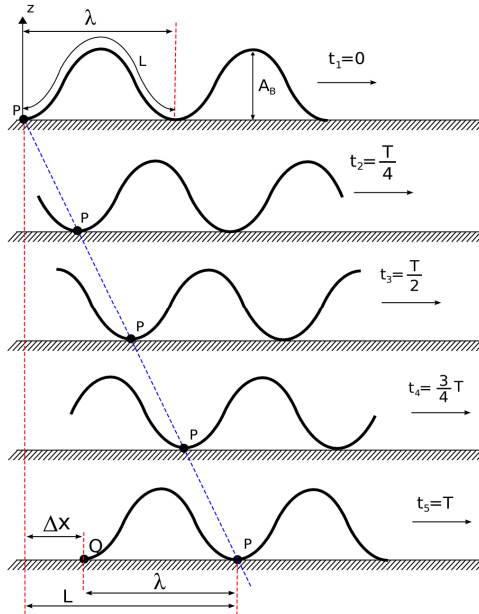 z
λ
L
P
A_B
t₁=0
P
t₂=T/4
P
t₃=T/2
P
t₄=3/4 T
Δx
Q
P
t₅=T
λ
L